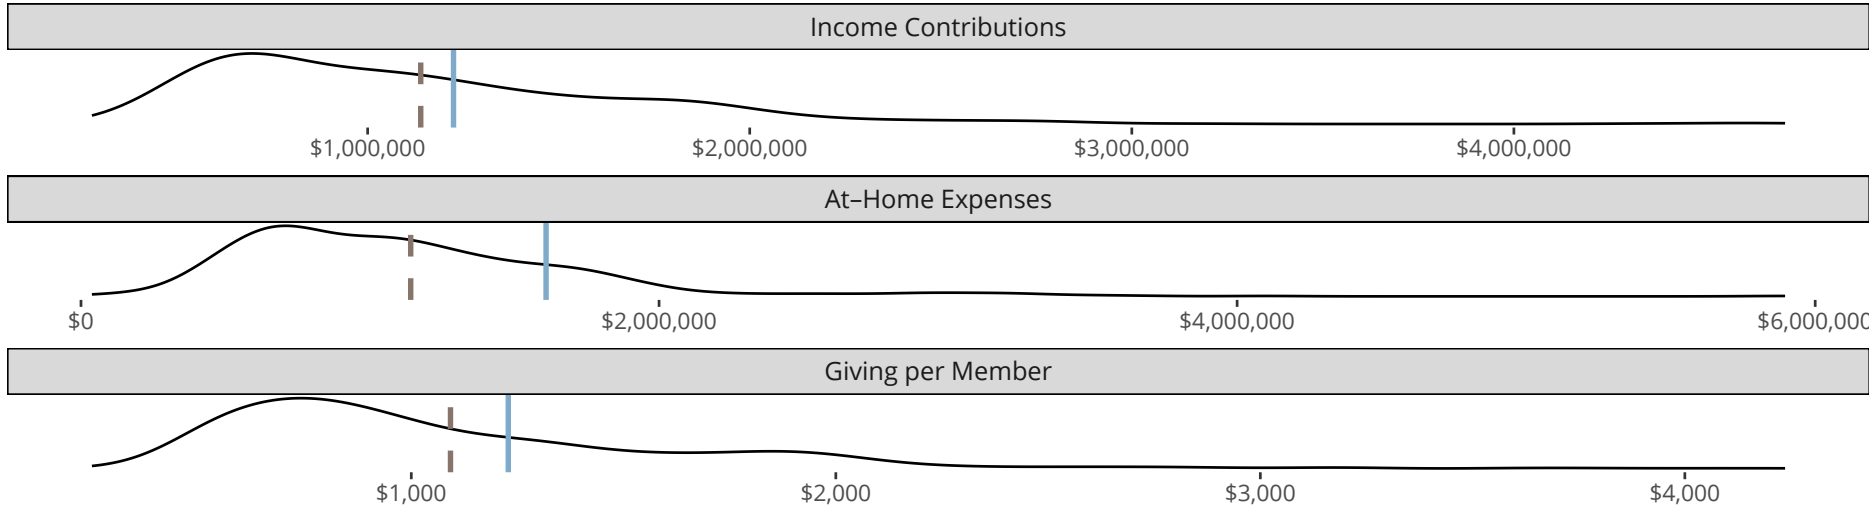 Income Contributions
$1,000,000 $2,000,000 $3,000,000 $4,000,000
At–Home Expenses
$0 $2,000,000 $4,000,000 $6,000,000
Giving per Member
$1,000 $2,000 $3,000 $4,000